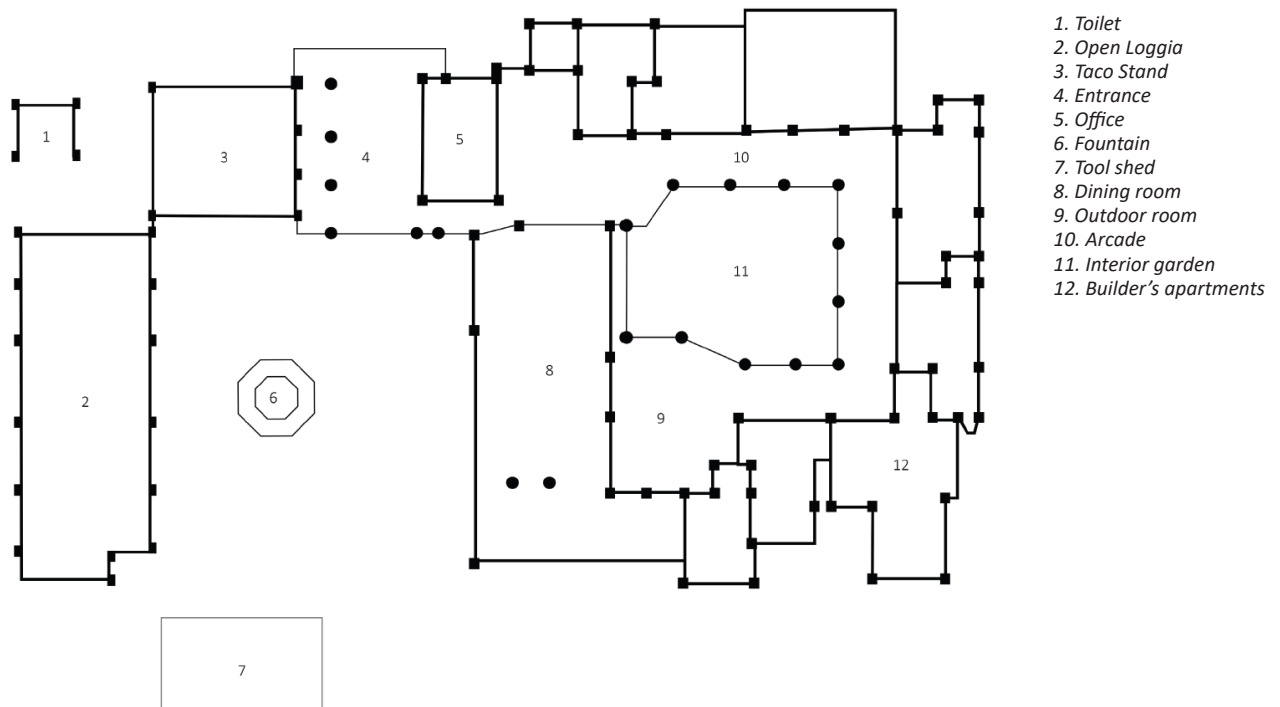 1. Toilet
2. Open Loggia
3. Taco Stand
4. Entrance
5. Office
6. Fountain
7. Tool shed
8. Dining room
9. Outdoor room
10. Arcade
11. Interior garden
12. Builder's apartments
1
3
4
5
10
11
2
6
8
9
12
7